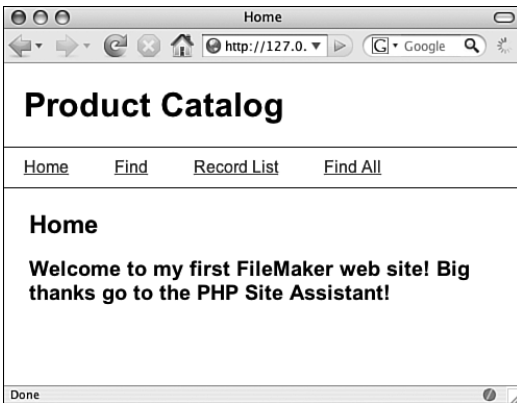 Home
http://127.0.
Google
Product Catalog
Home Find Record List Find All
Home
Welcome to my first FileMaker web site! Big
thanks go to the PHP Site Assistant!
Done